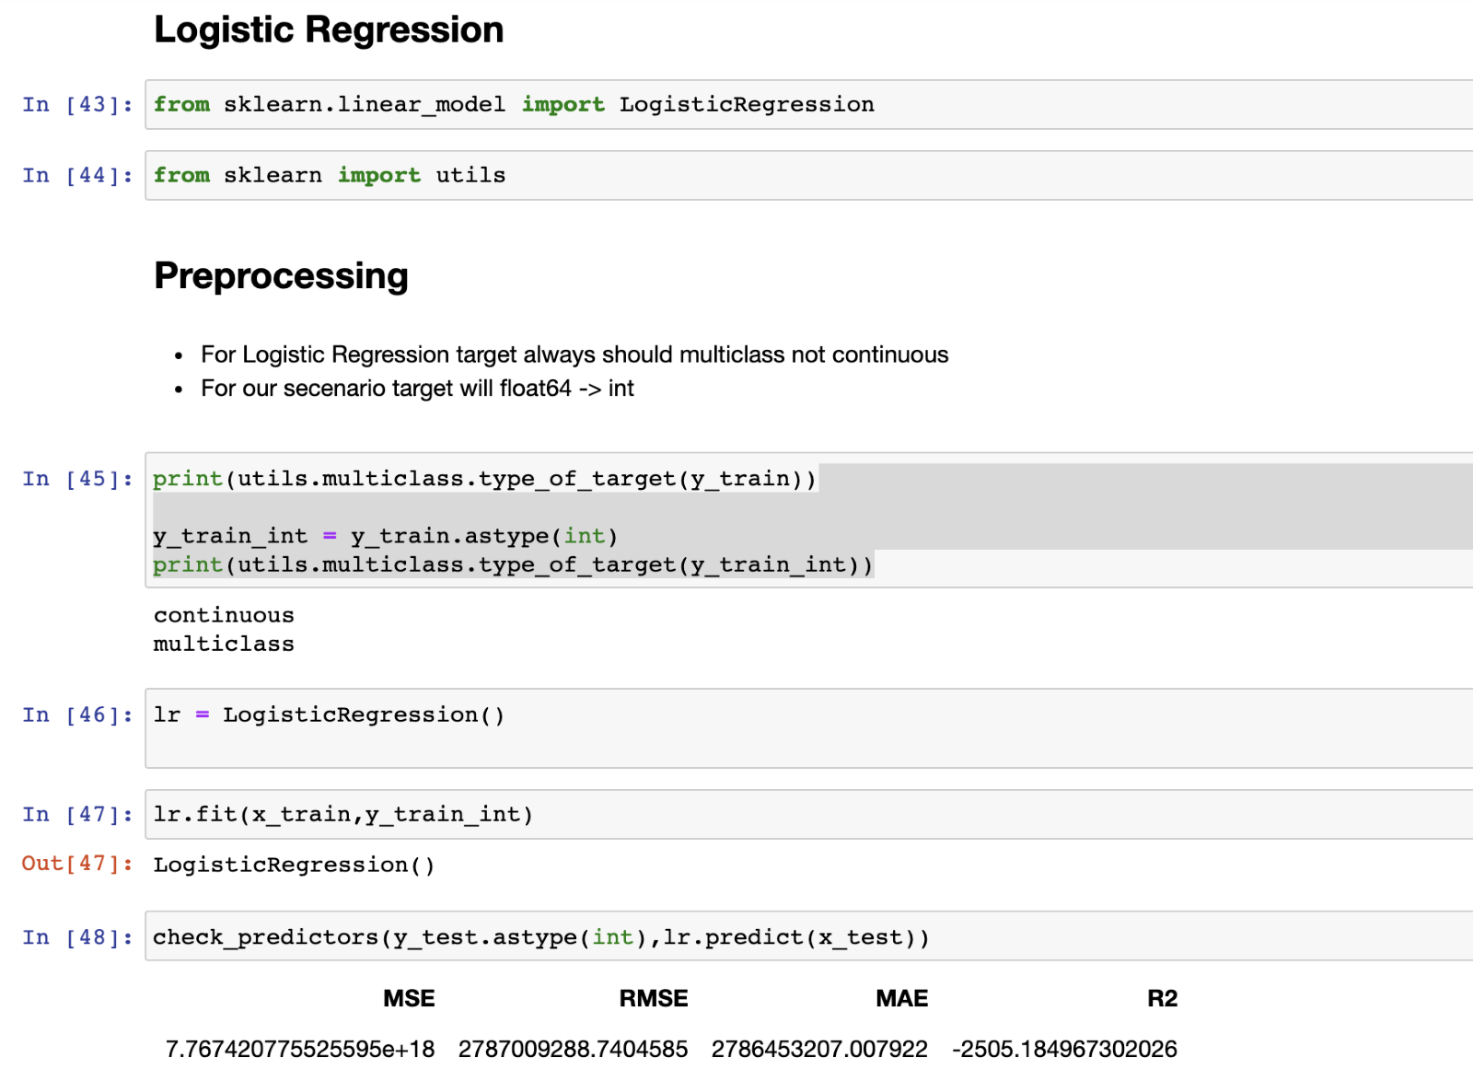 Logistic Regression
In [43]: from sklearn.linear_model import LogisticRegression
In [44]: from sklearn import utils
Preprocessing
• For Logistic Regression target always should multiclass not continuous
• For our secenario target will float64 -> int
In [45]: print(utils.multiclass.type_of_target(y_train))
y_train_int = y_train.astype(int)
print(utils.multiclass.type_of_target(y_train_int))
continuous
multiclass
In [46]: lr = LogisticRegression()
In [47]: lr.fit(x_train,y_train_int)
Out[47]: LogisticRegression()
In [48]: check_predictors(y_test.astype(int),lr.predict(x_test))
MSE RMSE MAE R2
7.767420775525595e+18 2787009288.7404585 2786453207.007922 -2505.184967302026